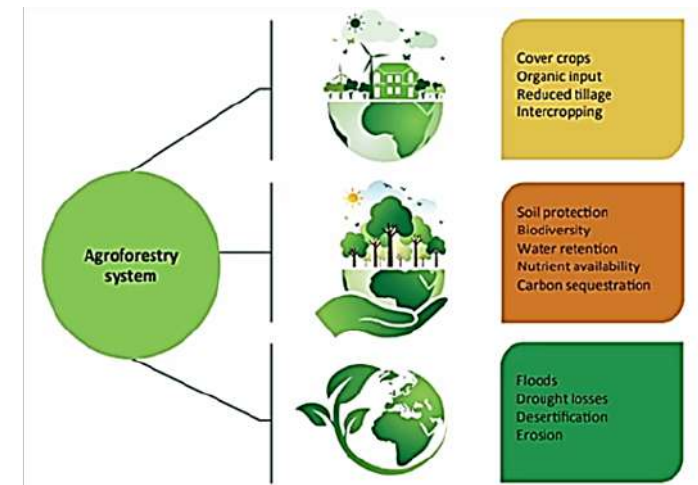 Cover crops
Organic input
Reduced tillage
Intercropping
Agroforestry
system
Soil protection
Biodiversity
Water retention
Nutrient availability
Carbon sequestration
Floods
Drought losses
Desertification
Erosion